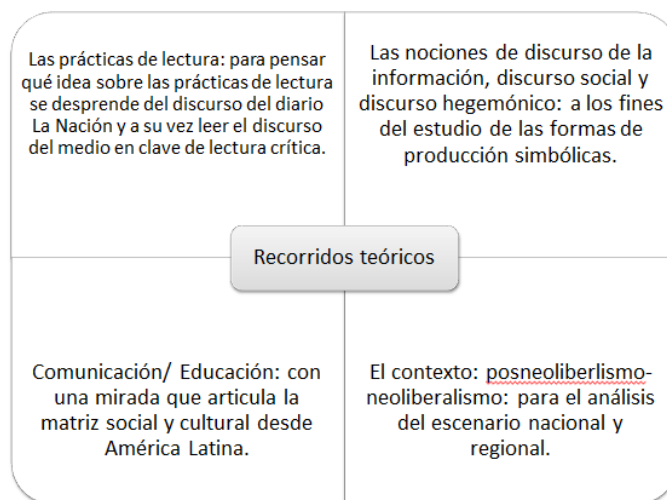 Las prácticas de lectura: para pensar
qué idea sobre las prácticas de lectura
se desprende del discurso del diario
La Nación y a su vez leer el discurso
del medio en clave de lectura crítica.
Las nociones de discurso de la
información, discurso social y
discurso hegemónico: a los fines
del estudio de las formas de
producción simbólicas.
Recorridos teóricos
Comunicación/ Educación: con
una mirada que articula la
matriz social y cultural desde
América Latina.
El contexto: posneoliberlismo-
neoliberalismo: para el análisis
del escenario nacional y
regional.